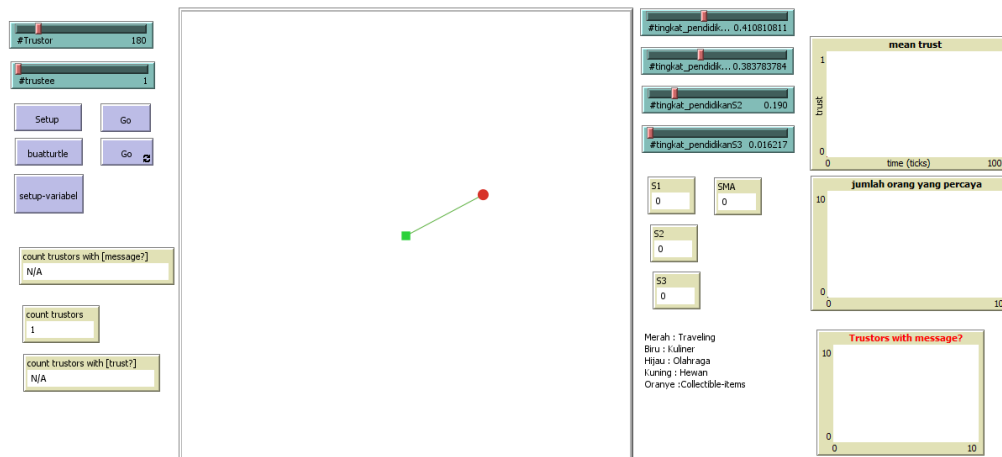 #Trustor 180
#trustee 1
Setup
Go
buatturtle
Go
setup-variabel
count trustors with [message?]
N/A
count trustors
1
count trustors with [trust?]
N/A
#tingkat_pendidik... 0.410810811
#tingkat_pendidik... 0.383783784
#tingkat_pendidikanS2 0.190
#tingkat_pendidikanS3 0.016217
S1
0
SMA
0
S2
0
S3
0
Merah : Traveling
Biru : Kuliner
Hijau : Olahraga
Kuning : Hewan
Oranye :Collectible-items
mean trust
1
trust
0
0 time (ticks) 100
jumlah orang yang percaya
10
0
0 10
Trustors with message?
10
0
0 10